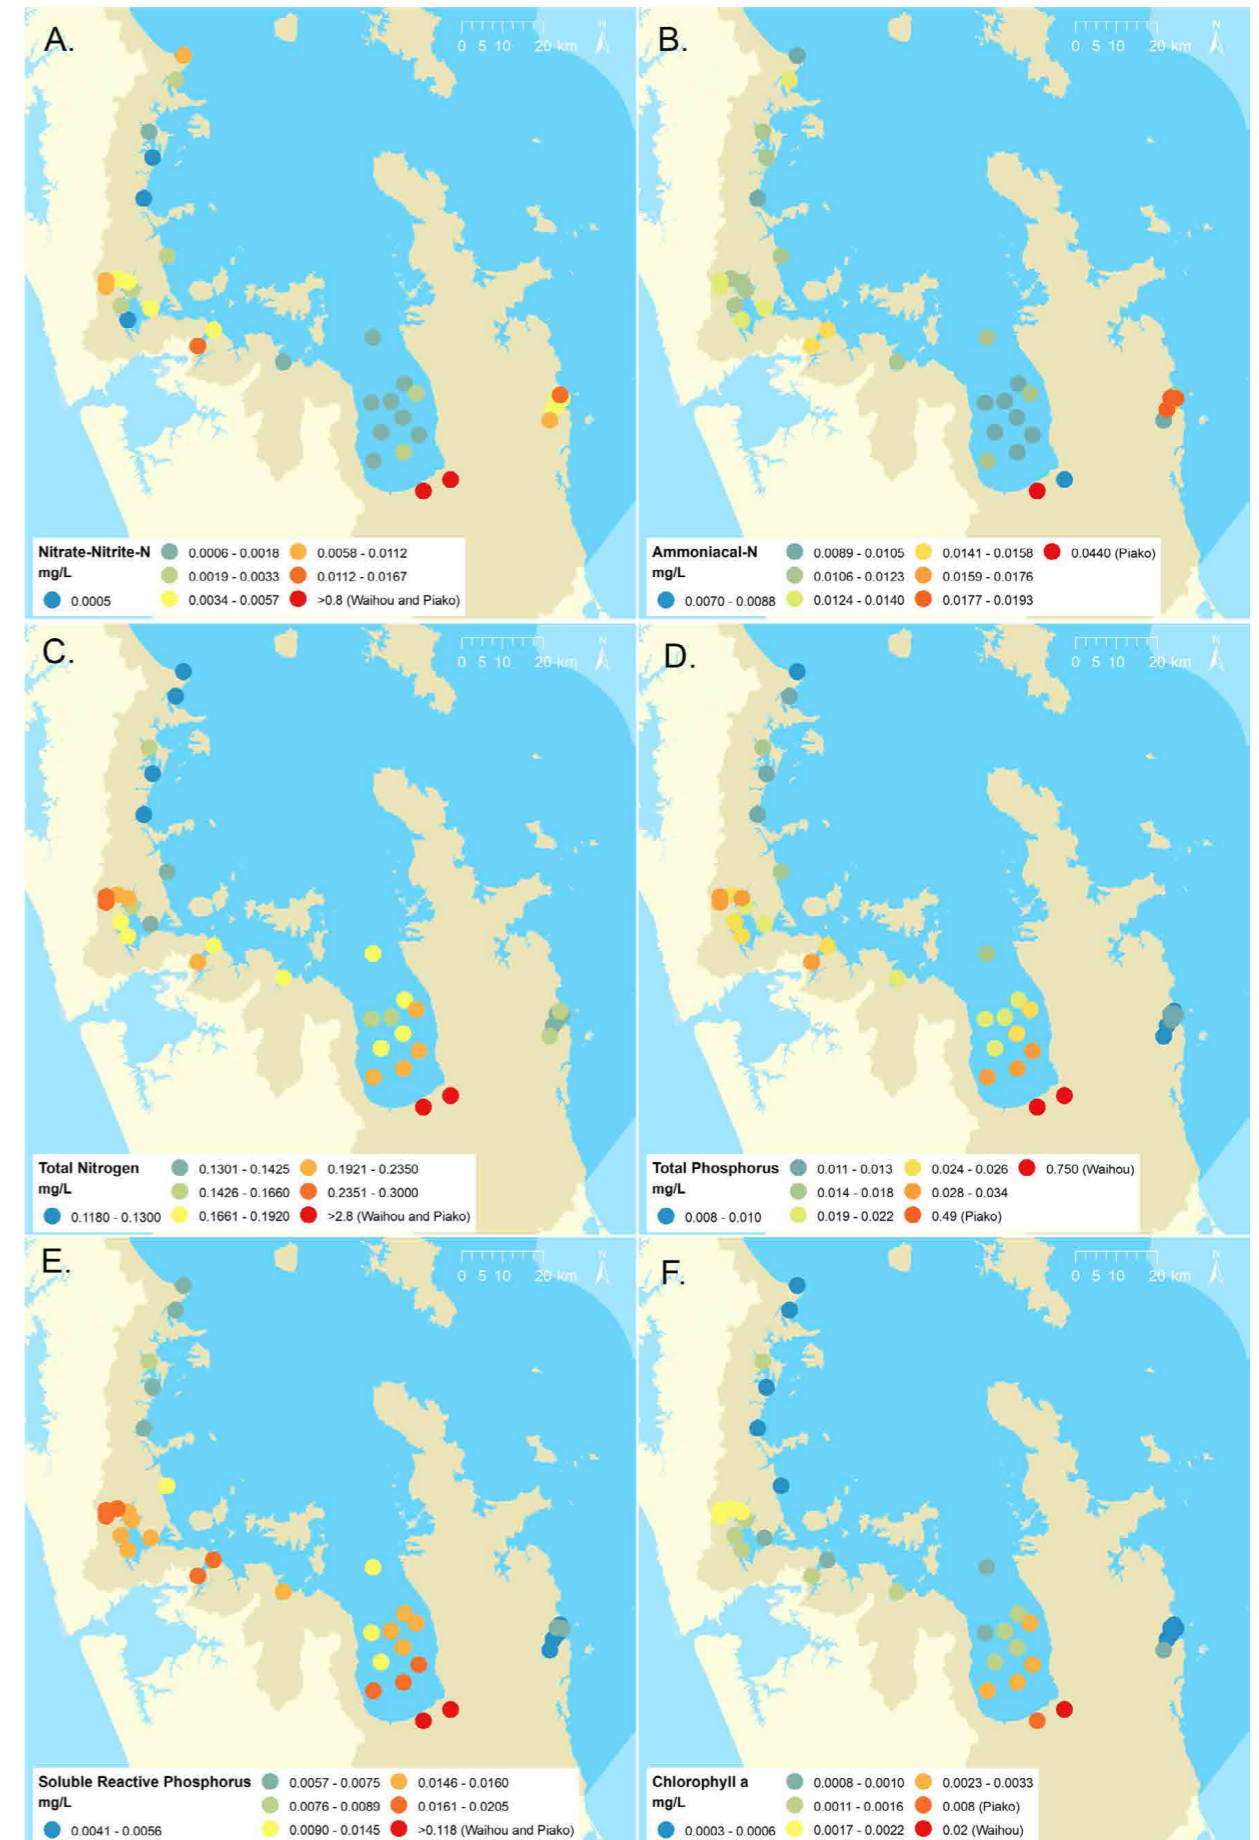 A.
N
0 5 10 20 km
Nitrate-Nitrite-N
mg/L
0.0005
0.0006 - 0.0018
0.0019 - 0.0033
0.0034 - 0.0057
0.0058 - 0.0112
0.0112 - 0.0167
>0.8 (Waihou and Piako)
B.
N
0 5 10 20 km
Ammoniacal-N
mg/L
0.0070 - 0.0088
0.0089 - 0.0105
0.0106 - 0.0123
0.0124 - 0.0140
0.0141 - 0.0158
0.0159 - 0.0176
0.0177 - 0.0193
0.0440 (Piako)
C.
N
0 5 10 20 km
Total Nitrogen
mg/L
0.1180 - 0.1300
0.1301 - 0.1425
0.1426 - 0.1660
0.1661 - 0.1920
0.1921 - 0.2350
0.2351 - 0.3000
>2.8 (Waihou and Piako)
D.
N
0 5 10 20 km
Total Phosphorus
mg/L
0.008 - 0.010
0.011 - 0.013
0.014 - 0.018
0.019 - 0.022
0.024 - 0.026
0.028 - 0.034
0.49 (Piako)
0.750 (Waihou)
E.
N
0 5 10 20 km
Soluble Reactive Phosphorus
mg/L
0.0041 - 0.0056
0.0057 - 0.0075
0.0076 - 0.0089
0.0090 - 0.0145
0.0146 - 0.0160
0.0161 - 0.0205
>0.118 (Waihou and Piako)
F.
N
0 5 10 20 km
Chlorophyll a
mg/L
0.0003 - 0.0006
0.0008 - 0.0010
0.0011 - 0.0016
0.0017 - 0.0022
0.0023 - 0.0033
0.008 (Piako)
0.02 (Waihou)